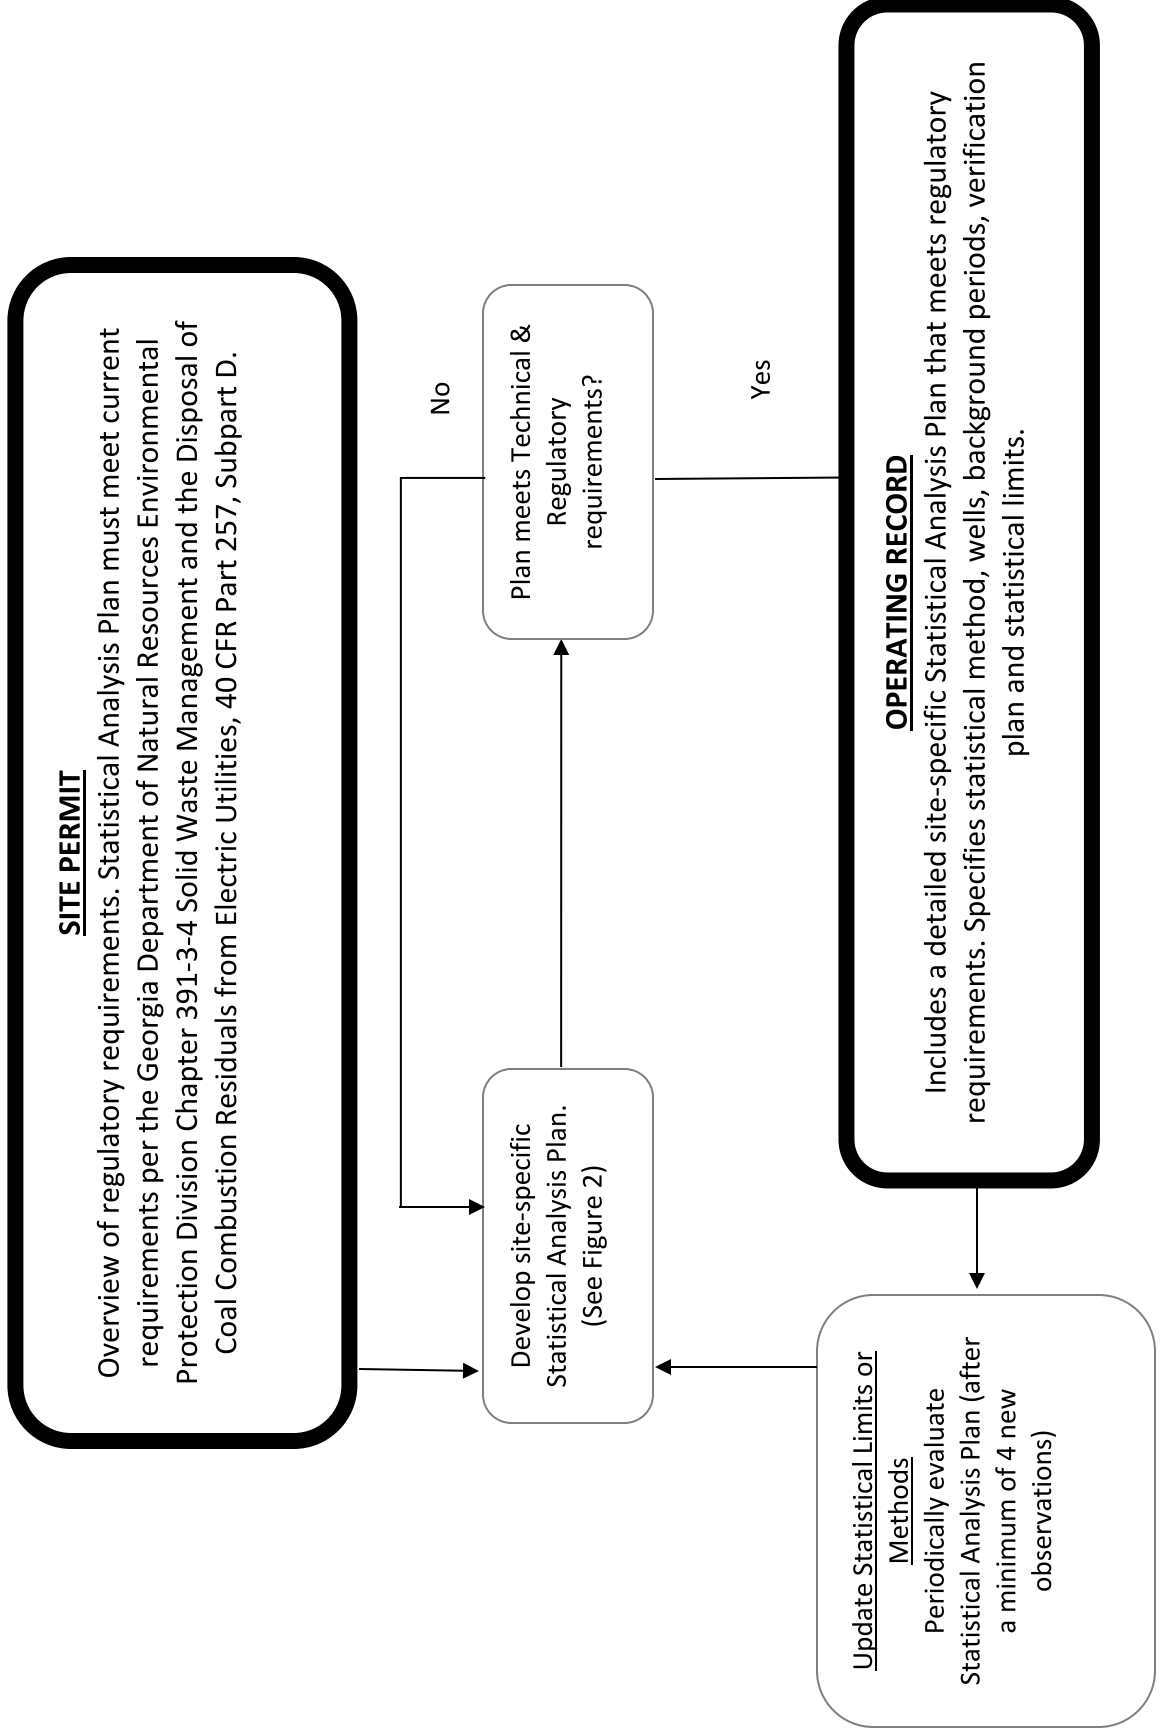 SITE PERMIT
Overview of regulatory requirements. Statistical Analysis Plan must meet current
requirements per the Georgia Department of Natural Resources Environmental
Protection Division Chapter 391-3-4 Solid Waste Management and the Disposal of
Coal Combustion Residuals from Electric Utilities, 40 CFR Part 257, Subpart D.
No
Develop site-specific
Statistical Analysis Plan.
(See Figure 2)
Plan meets Technical &
Regulatory
requirements?
Yes
Update Statistical Limits or
Methods
Periodically evaluate
Statistical Analysis Plan (after
a minimum of 4 new
observations)
OPERATING RECORD
Includes a detailed site-specific Statistical Analysis Plan that meets regulatory
requirements. Specifies statistical method, wells, background periods, verification
plan and statistical limits.